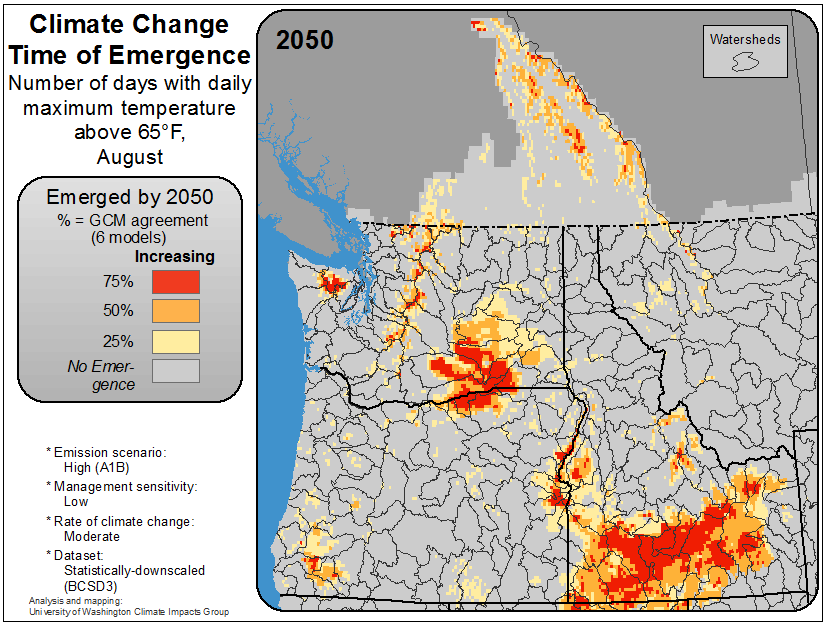 Climate Change
Time of Emergence
Number of days with daily
maximum temperature
above 65°F,
August
Emerged by 2050
% = GCM agreement
(6 models)
Increasing
75%
50%
25%
No Emer-
gence
* Emission scenario:
High (A1B)
* Management sensitivity:
Low
* Rate of climate change:
Moderate
* Dataset:
Statistically-downscaled
(BCSD3)
Analysis and mapping:
University of Washington Climate Impacts Group
2050
Watersheds